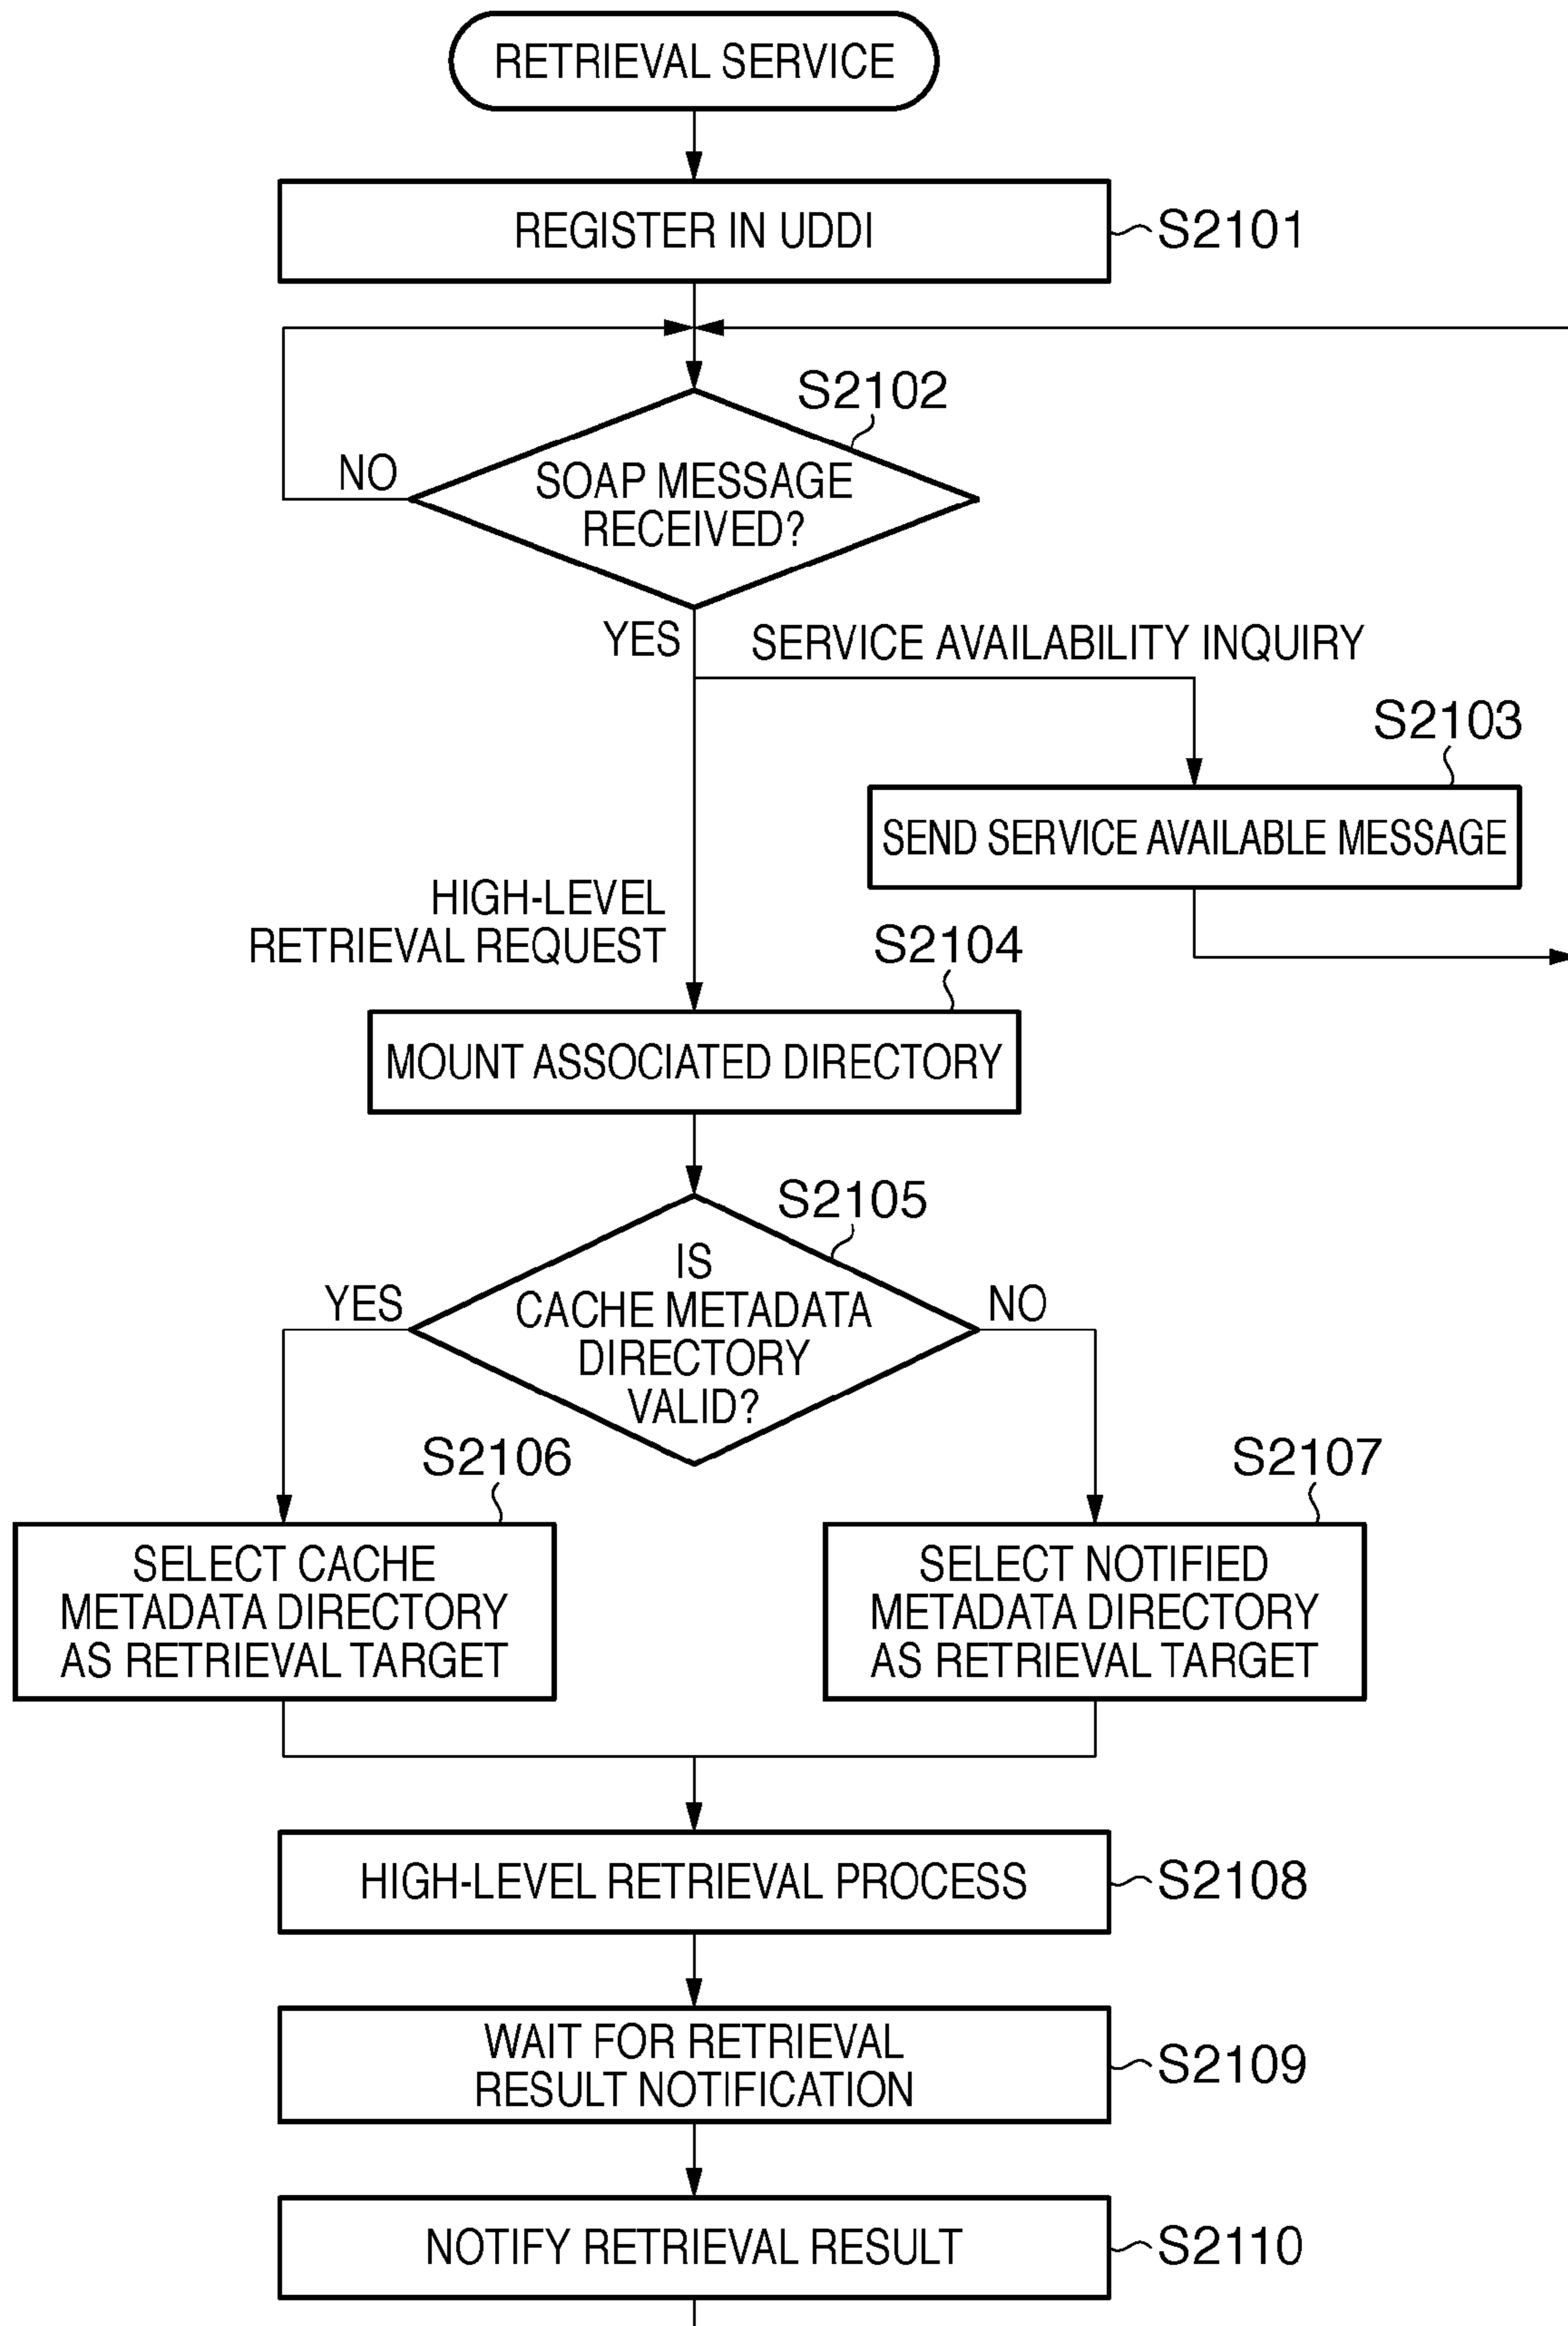 RETRIEVAL SERVICE
REGISTER IN UDDI
S2101
S2102
NO
SOAP MESSAGE
RECEIVED?
YES
SERVICE AVAILABILITY INQUIRY
S2103
SEND SERVICE AVAILABLE MESSAGE
HIGH-LEVEL
RETRIEVAL REQUEST
S2104
MOUNT ASSOCIATED DIRECTORY
S2105
IS
CACHE METADATA
DIRECTORY
VALID?
YES
NO
S2106
SELECT CACHE
METADATA DIRECTORY
AS RETRIEVAL TARGET
S2107
SELECT NOTIFIED
METADATA DIRECTORY
AS RETRIEVAL TARGET
HIGH-LEVEL RETRIEVAL PROCESS
S2108
WAIT FOR RETRIEVAL
RESULT NOTIFICATION
S2109
NOTIFY RETRIEVAL RESULT
S2110